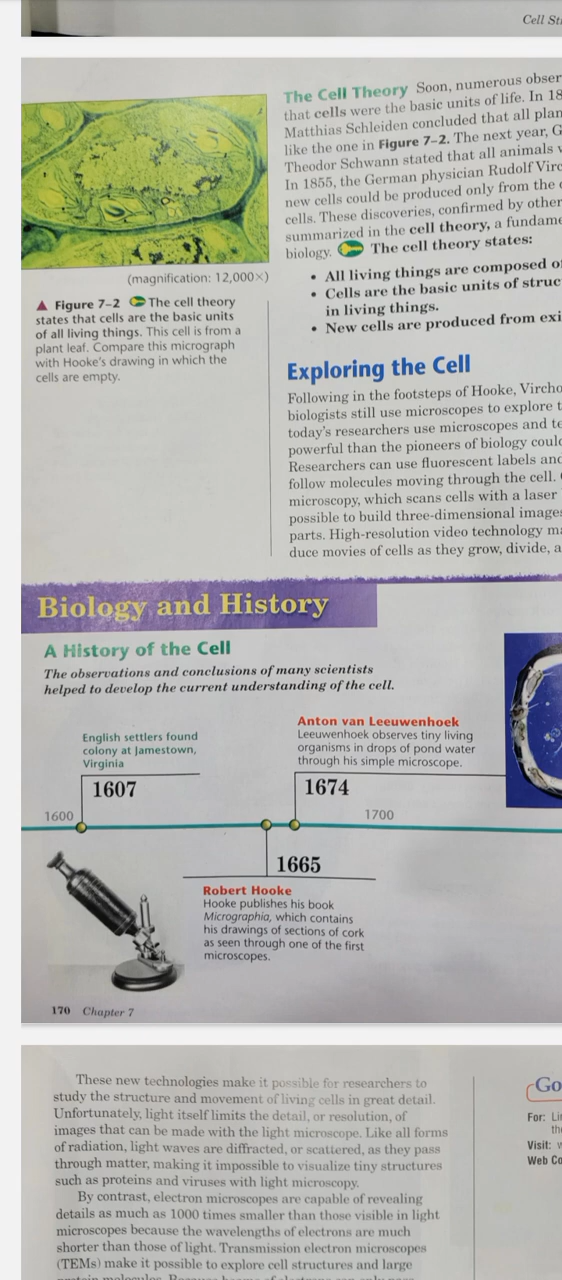 Cell
The Cell Theory Soon, numerous
that cells were the basic units of life. In
Matthias Schleiden concluded that all
like the one in Figure 7–2. The next year,
Theodor Schwann stated that all animals
In 1855, the German physician Rudolf
new cells could be produced only from the
cells. These discoveries, confirmed by other
summarized in the cell theory, a
biology. The cell theory states:
• All living things are composed
• Cells are the basic units of
in living things.
• New cells are produced from
(magnification: 12,000×)
▲ Figure 7–2 The cell theory
states that cells are the basic units
of all living things. This cell is from a
plant leaf. Compare this micrograph
with Hooke's drawing in which the
cells are empty.
Exploring the Cell
Following in the footsteps of Hooke,
biologists still use microscopes to explore
today's researchers use microscopes and
powerful than the pioneers of biology
Researchers can use fluorescent labels
follow molecules moving through the cell.
microscopy, which scans cells with a laser
possible to build three-dimensional
parts. High-resolution video technology
duce movies of cells as they grow, divide,
Biology and History
A History of the Cell
The observations and conclusions of many scientists
helped to develop the current understanding of the cell.
English settlers found
colony at Jamestown,
Virginia
1607
Anton van Leeuwenhoek
Leeuwenhoek observes tiny living
organisms in drops of pond water
through his simple microscope.
1674
1600
1700
1665
Robert Hooke
Hooke publishes his book
Micrographia, which contains
his drawings of sections of cork
as seen through one of the first
microscopes.
170 Chapter 7
These new technologies make it possible for researchers to
study the structure and movement of living cells in great detail.
Unfortunately, light itself limits the detail, or resolution, of
images that can be made with the light microscope. Like all forms
of radiation, light waves are diffracted, or scattered, as they pass
through matter, making it impossible to visualize tiny structures
such as proteins and viruses with light microscopy.
By contrast, electron microscopes are capable of revealing
details as much as 1000 times smaller than those visible in light
microscopes because the wavelengths of electrons are much
shorter than those of light. Transmission electron microscopes
(TEMs) make it possible to explore cell structures and large
Go
For:
Visit:
Web